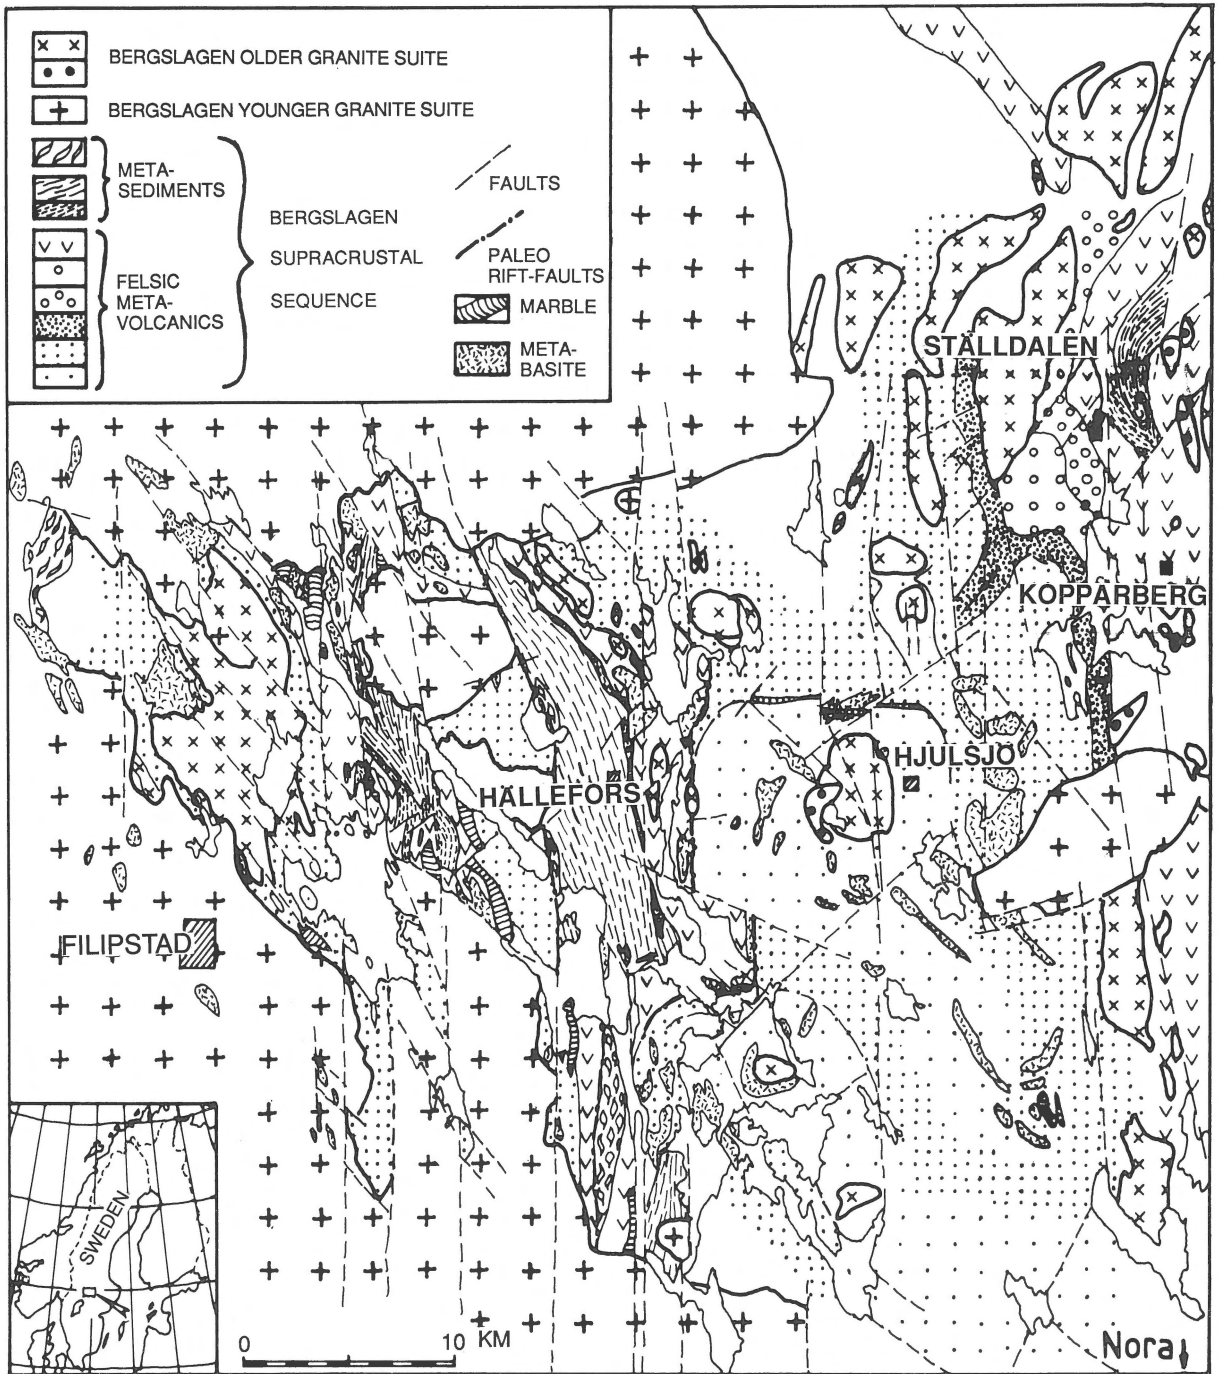 BERGSLAGEN OLDER GRANITE SUITE
BERGSLAGEN YOUNGER GRANITE SUITE
META-
SEDIMENTS
FELSIC
META-
VOLCANICS
BERGSLAGEN
SUPRACRUSTAL
SEQUENCE
FAULTS
PALEO
RIFT-FAULTS
MARBLE
META-
BASITE
STÄLLDALEN
KOPPARBERG
HJULSJÖ
HÄLLEFORS
FILIPSTAD
SWEDEN
0 10 KM
Nora